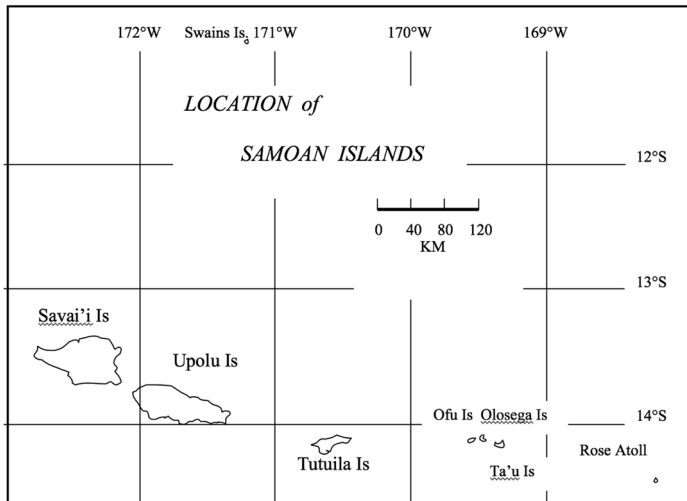 172°W Swains Is. 171°W 170°W 169°W
LOCATION of
SAMOAN ISLANDS
12°S
0 40 80 120
KM
13°S
Savai'i Is
Upolu Is
Ofu Is Olosega Is 14°S
Tutuila Is
Rose Atoll
Ta'u Is